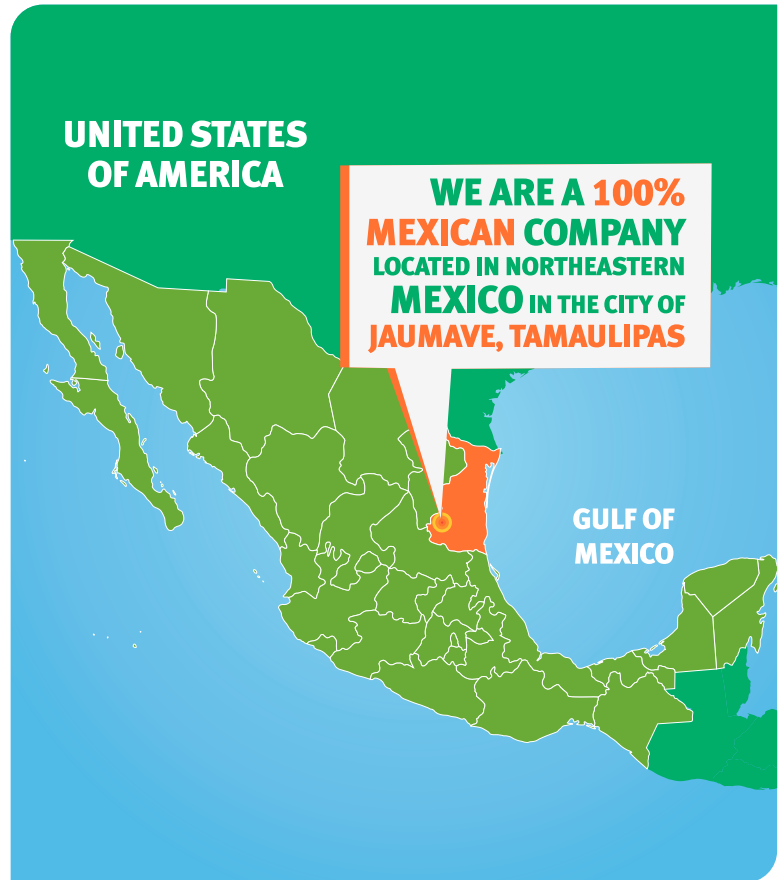 UNITED STATES
OF AMERICA
WE ARE A 100%
MEXICAN COMPANY
LOCATED IN NORTHEASTERN
MEXICO IN THE CITY OF
JAUMAVE, TAMAULIPAS
GULF OF
MEXICO